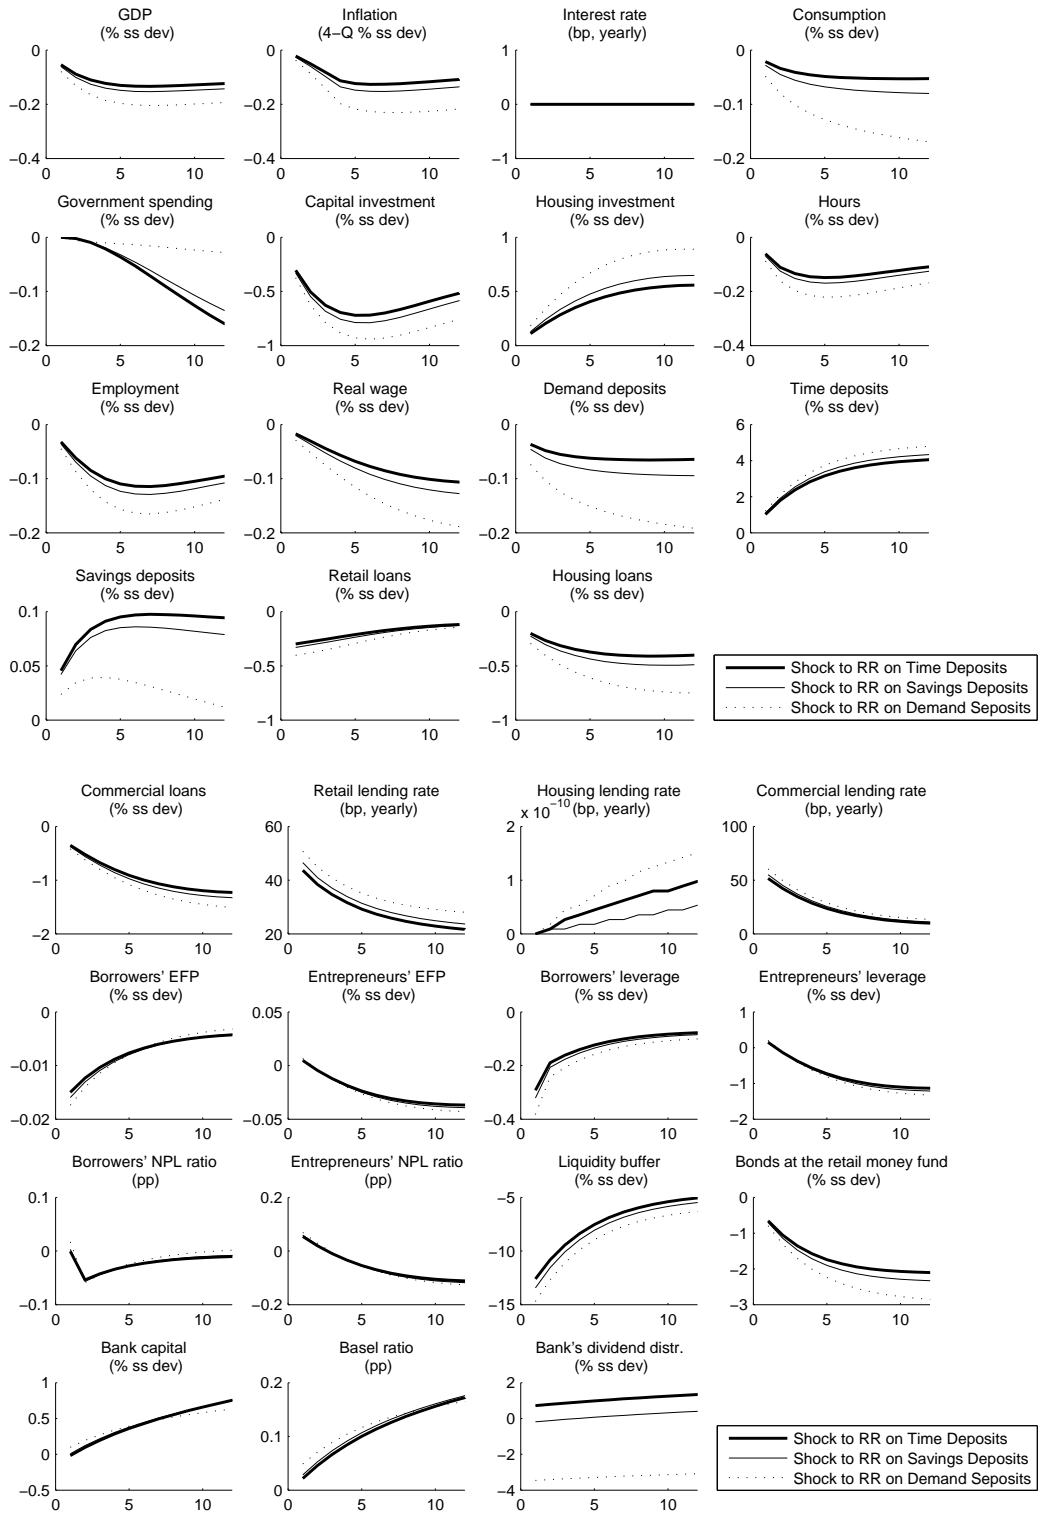 GDP
(% ss dev)
Inflation
(4−Q % ss dev)
Interest rate
(bp, yearly)
Consumption
(% ss dev)
0
−0.2
−0.4
0 5 10
0
−0.2
−0.4
0 5 10
1
0
−1
0 5 10
0
−0.1
−0.2
0 5 10
Government spending
(% ss dev)
Capital investment
(% ss dev)
Housing investment
(% ss dev)
Hours
(% ss dev)
0
−0.1
−0.2
0 5 10
0
−0.5
−1
0 5 10
1
0.5
0
0 5 10
0
−0.2
−0.4
0 5 10
Employment
(% ss dev)
Real wage
(% ss dev)
Demand deposits
(% ss dev)
Time deposits
(% ss dev)
0
−0.1
−0.2
0 5 10
0
−0.1
−0.2
0 5 10
0
−0.1
−0.2
0 5 10
6
4
2
0
0 5 10
Savings deposits
(% ss dev)
Retail loans
(% ss dev)
Housing loans
(% ss dev)
0.1
0.05
0
0 5 10
0
−0.5
−1
0 5 10
0
−0.5
−1
0 5 10
Shock to RR on Time Deposits
Shock to RR on Savings Deposits
Shock to RR on Demand Seposits
Commercial loans
(% ss dev)
Retail lending rate
(bp, yearly)
Housing lending rate
x 10−10 (bp, yearly)
Commercial lending rate
(bp, yearly)
0
−1
−2
0 5 10
60
40
20
0 5 10
2
1
0
0 5 10
100
50
0
0 5 10
Borrowers' EFP
(% ss dev)
Entrepreneurs' EFP
(% ss dev)
Borrowers' leverage
(% ss dev)
Entrepreneurs' leverage
(% ss dev)
0
−0.01
−0.02
0 5 10
0.05
0
−0.05
0 5 10
0
−0.2
−0.4
0 5 10
1
0
−1
−2
0 5 10
Borrowers' NPL ratio
(pp)
Entrepreneurs' NPL ratio
(pp)
Liquidity buffer
(% ss dev)
Bonds at the retail money fund
(% ss dev)
0.1
0
−0.1
0 5 10
0.2
0
−0.2
0 5 10
−5
−10
−15
0 5 10
0
−1
−2
−3
0 5 10
Bank capital
(% ss dev)
Basel ratio
(pp)
Bank's dividend distr.
(% ss dev)
1
0.5
0
−0.5
0 5 10
0.2
0.1
0
0 5 10
2
0
−2
−4
0 5 10
Shock to RR on Time Deposits
Shock to RR on Savings Deposits
Shock to RR on Demand Seposits